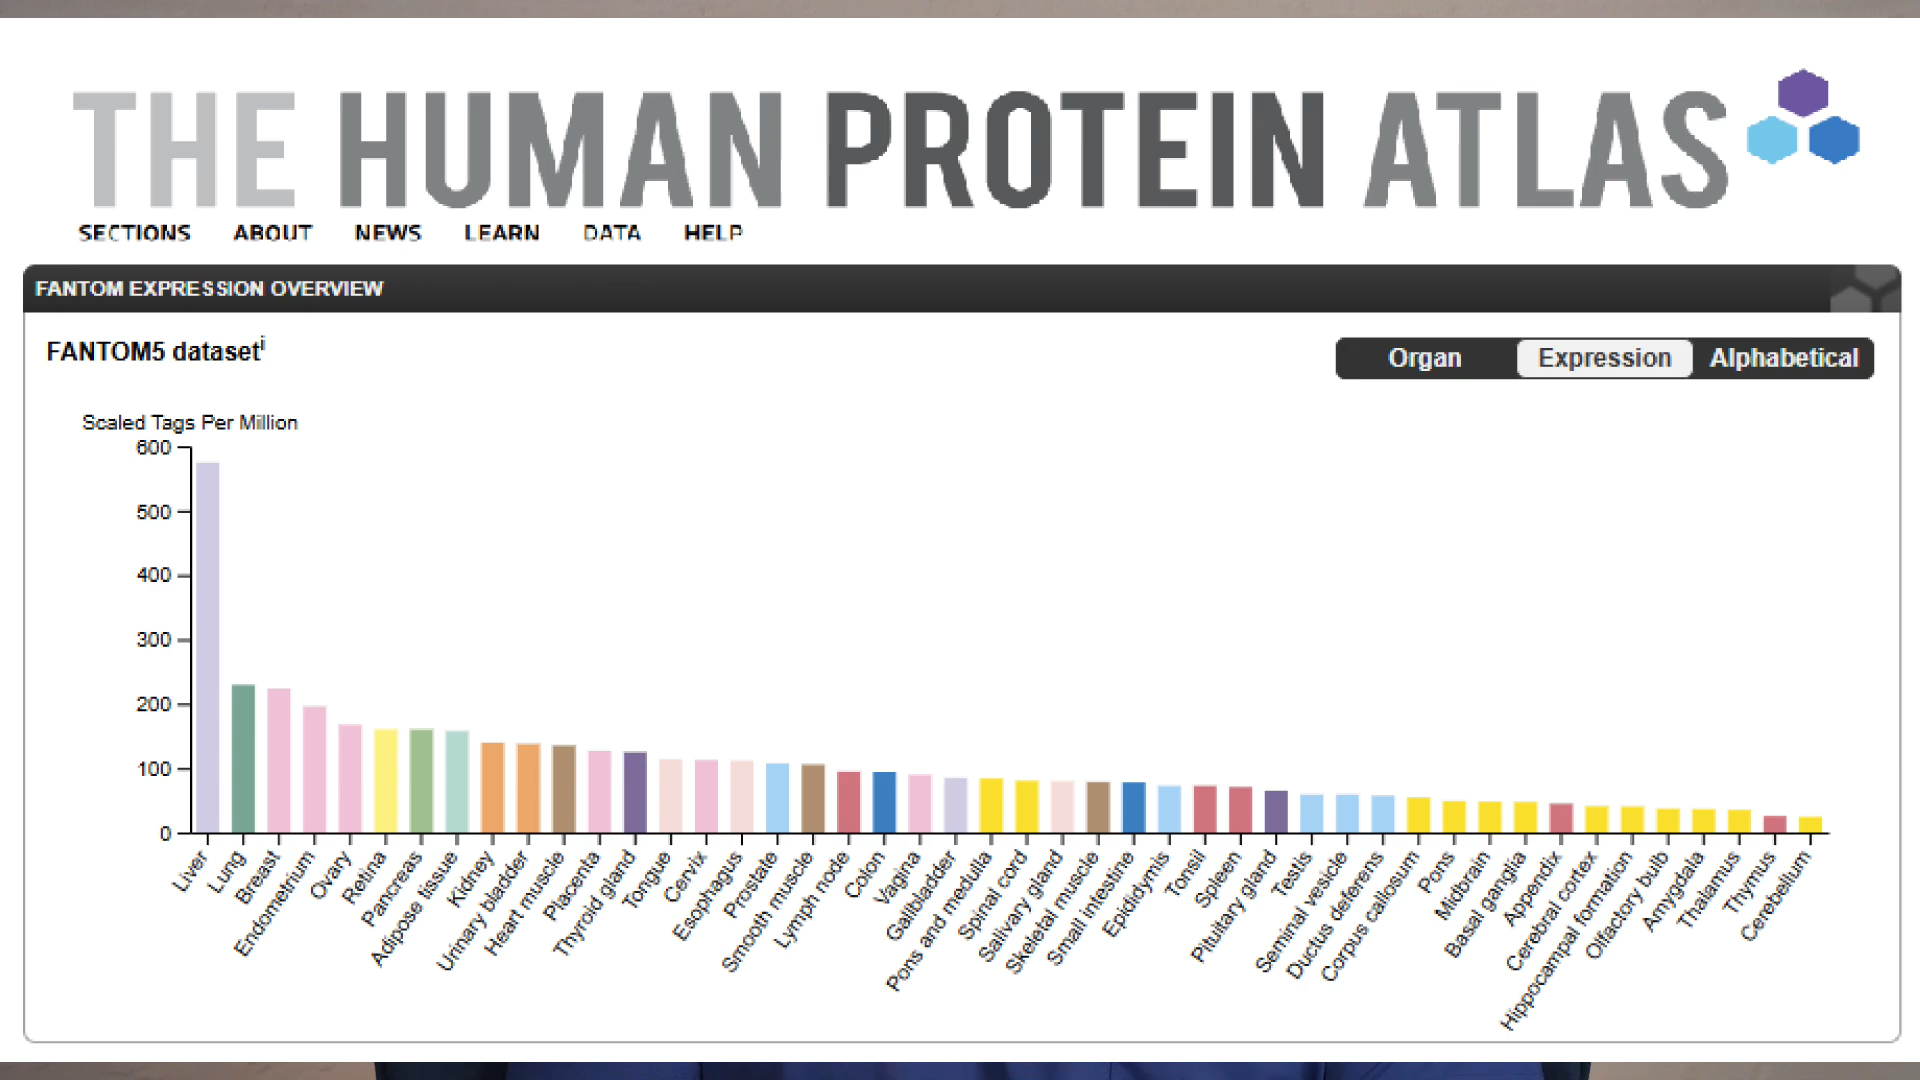 THE HUMAN PROTEIN ATLAS
SECTIONS ABOUT NEWS LEARN DATA HELP
FANTOM EXPRESSION OVERVIEW
FANTOM5 dataseti
Organ Expression Alphabetical
Scaled Tags Per Million
600
500
400
300
200
100
0
Liver
Lung
Breast
Endometrium
Ovary
Retina
Pancreas
Adipose tissue
Kidney
Urinary bladder
Heart muscle
Placenta
Thyroid gland
Tongue
Cervix
Esophagus
Prostate
Smooth muscle
Lymph node
Colon
Vagina
Gallbladder
Pons and medulla
Spinal cord
Salivary gland
Skeletal muscle
Small intestine
Epididymis
Tonsil
Spleen
Pituitary gland
Testis
Seminal vesicle
Ductus deferens
Corpus callosum
Pons
Midbrain
Basal ganglia
Appendix
Cerebral cortex
Hippocampal formation
Olfactory bulb
Amygdala
Thalamus
Thymus
Cerebellum